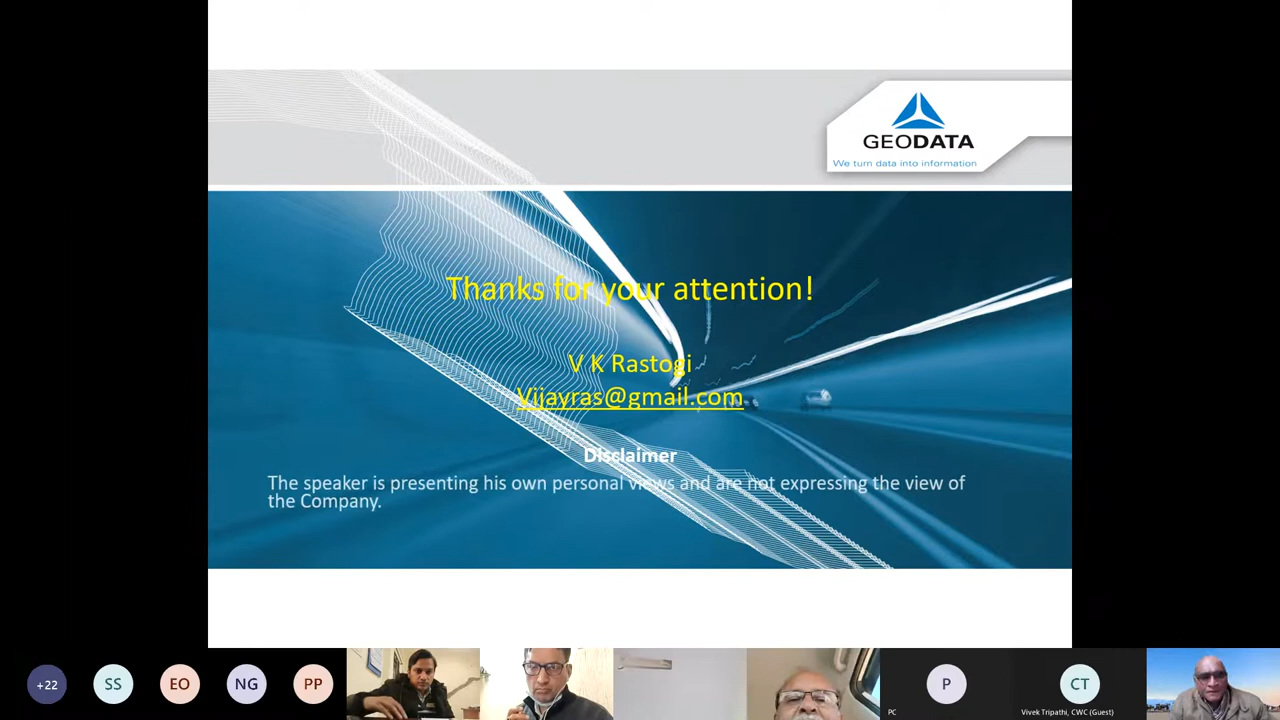 GEODATA
We turn data into information
Thanks for your attention!
V K Rastogi
Vijayras@gmail.com
Disclaimer
The speaker is presenting his own personal views and are not expressing the view of
the Company.
+22
SS
EO
NG
PP
P
PC
CT
Vivek Tripathi, CWC (Guest)